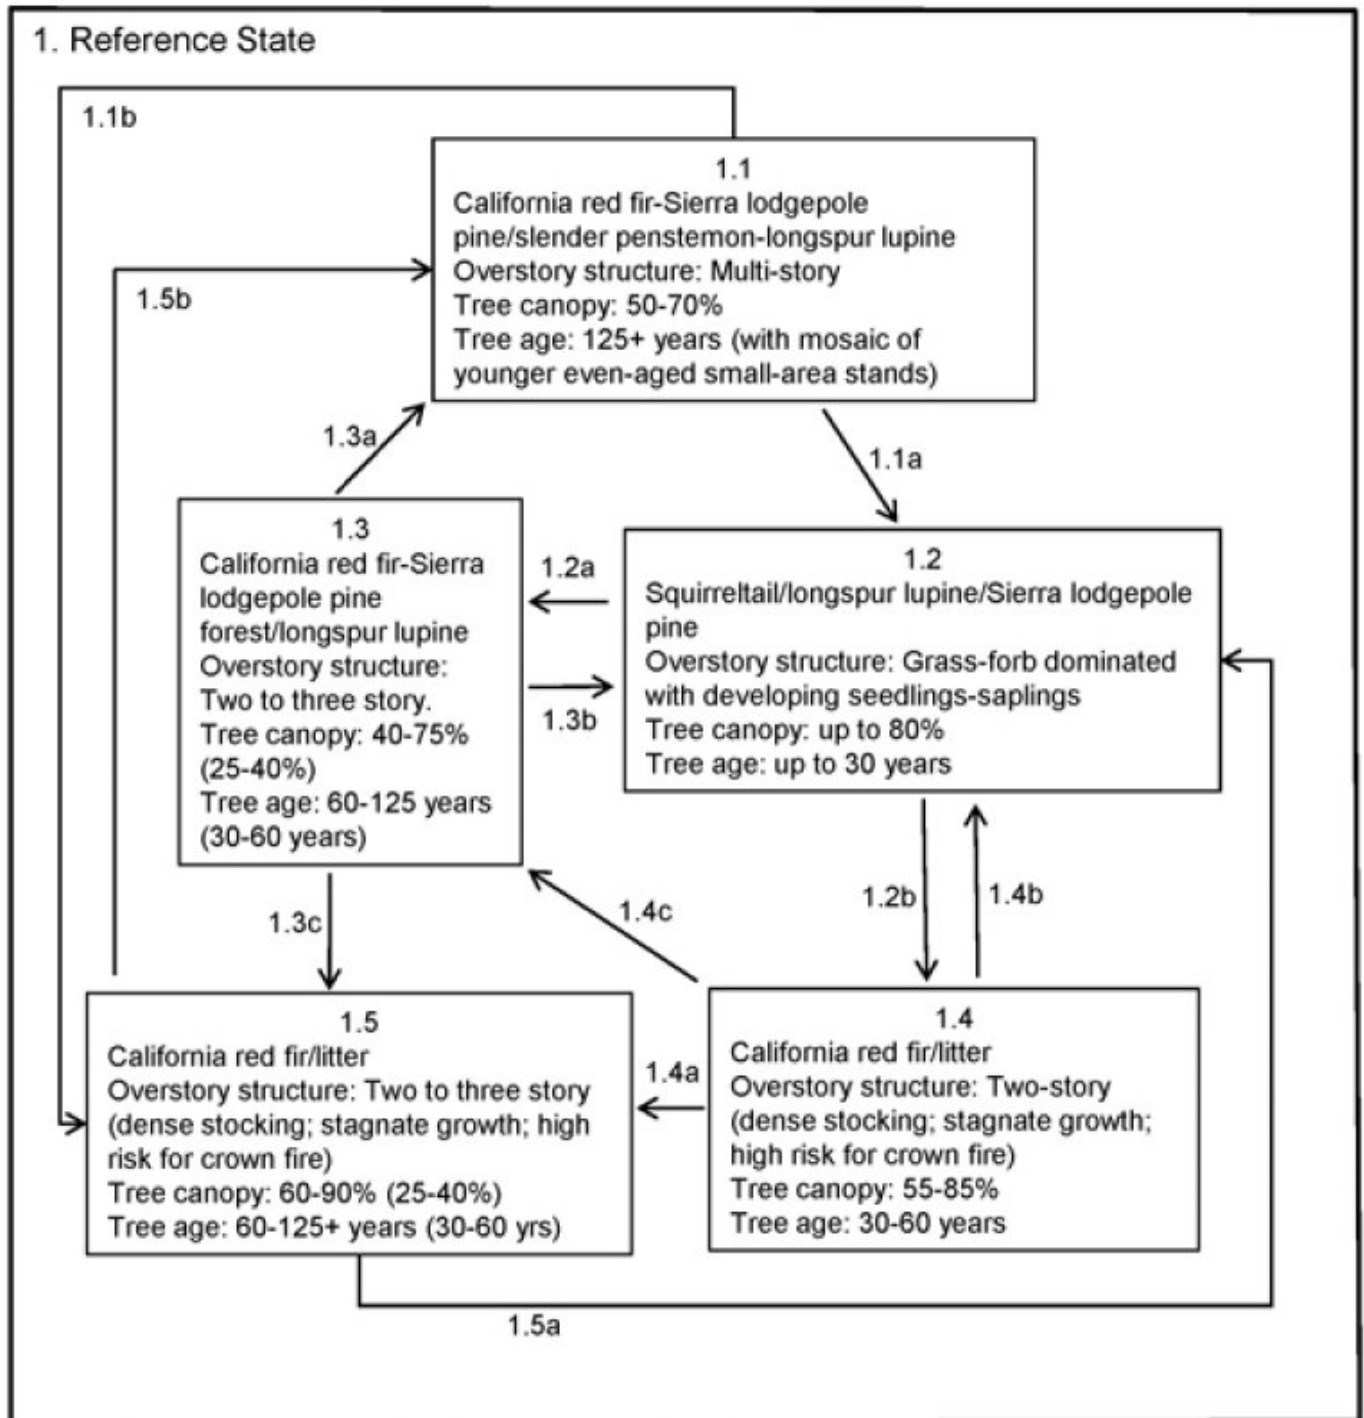 1. Reference State
1.1b
1.1
California red fir-Sierra lodgepole
pine/slender penstemon-longspur lupine
Overstory structure: Multi-story
Tree canopy: 50-70%
Tree age: 125+ years (with mosaic of
younger even-aged small-area stands)
1.5b
1.3a
1.1a
1.3
California red fir-Sierra
lodgepole pine
forest/longspur lupine
Overstory structure:
Two to three story.
Tree canopy: 40-75%
(25-40%)
Tree age: 60-125 years
(30-60 years)
1.2a
1.3b
1.2
Squirreltail/longspur lupine/Sierra lodgepole
pine
Overstory structure: Grass-forb dominated
with developing seedlings-saplings
Tree canopy: up to 80%
Tree age: up to 30 years
1.3c
1.4c
1.2b
1.4b
1.5
California red fir/litter
Overstory structure: Two to three story
(dense stocking; stagnate growth; high
risk for crown fire)
Tree canopy: 60-90% (25-40%)
Tree age: 60-125+ years (30-60 yrs)
1.4a
1.4
California red fir/litter
Overstory structure: Two-story
(dense stocking; stagnate growth;
high risk for crown fire)
Tree canopy: 55-85%
Tree age: 30-60 years
1.5a